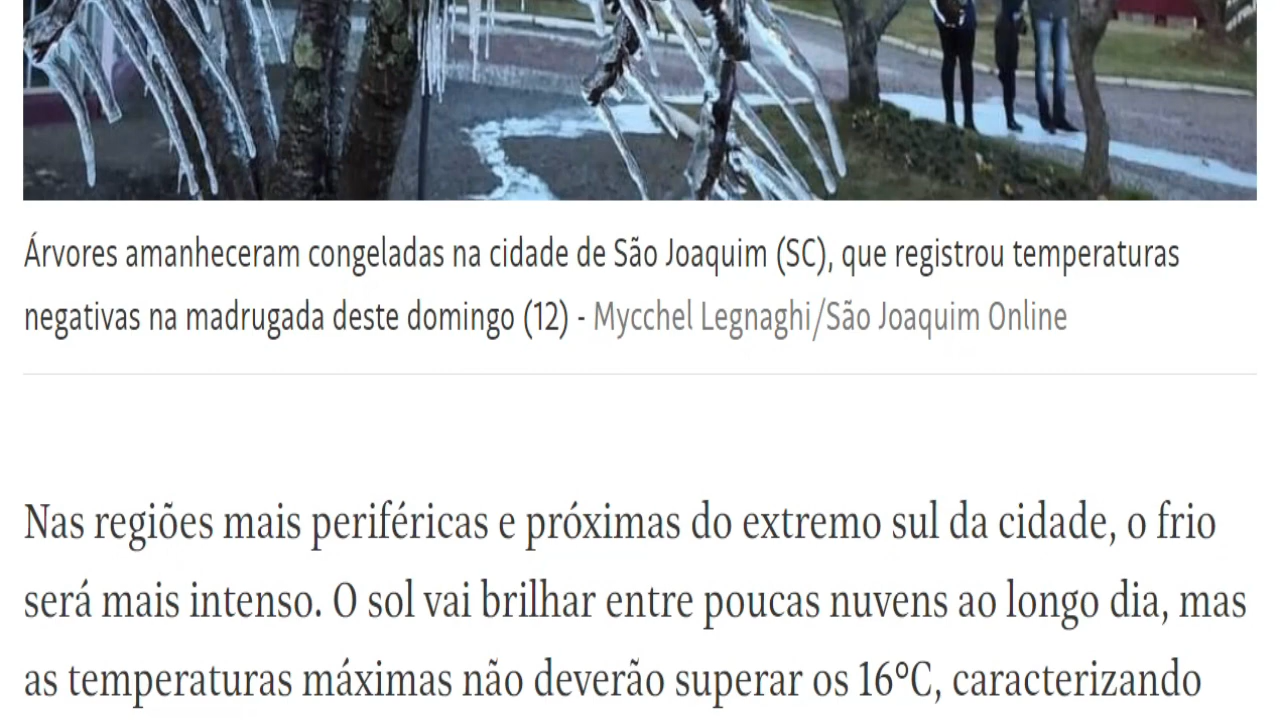 Árvores amanheceram congeladas na cidade de São Joaquim (SC), que registrou temperaturas
negativas na madrugada deste domingo (12) - Mycchel Legnaghi/São Joaquim Online
Nas regiões mais periféricas e próximas do extremo sul da cidade, o frio
será mais intenso. O sol vai brilhar entre poucas nuvens ao longo dia, mas
as temperaturas máximas não deverão superar os 16ºC, caracterizando